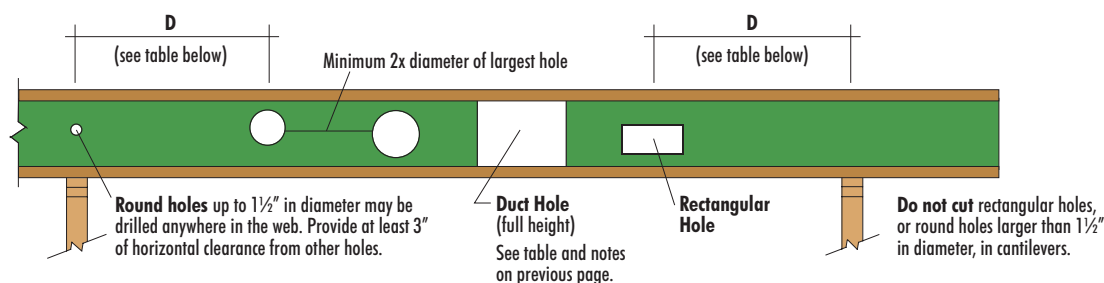 D
(see table below)
D
(see table below)
Minimum 2x diameter of largest hole
Round holes up to 1½” in diameter may be
drilled anywhere in the web. Provide at least 3”
of horizontal clearance from other holes.
Duct Hole
(full height)
See table and notes
on previous page.
Rectangular
Hole
Do not cut rectangular holes,
or round holes larger than 1½”
in diameter, in cantilevers.